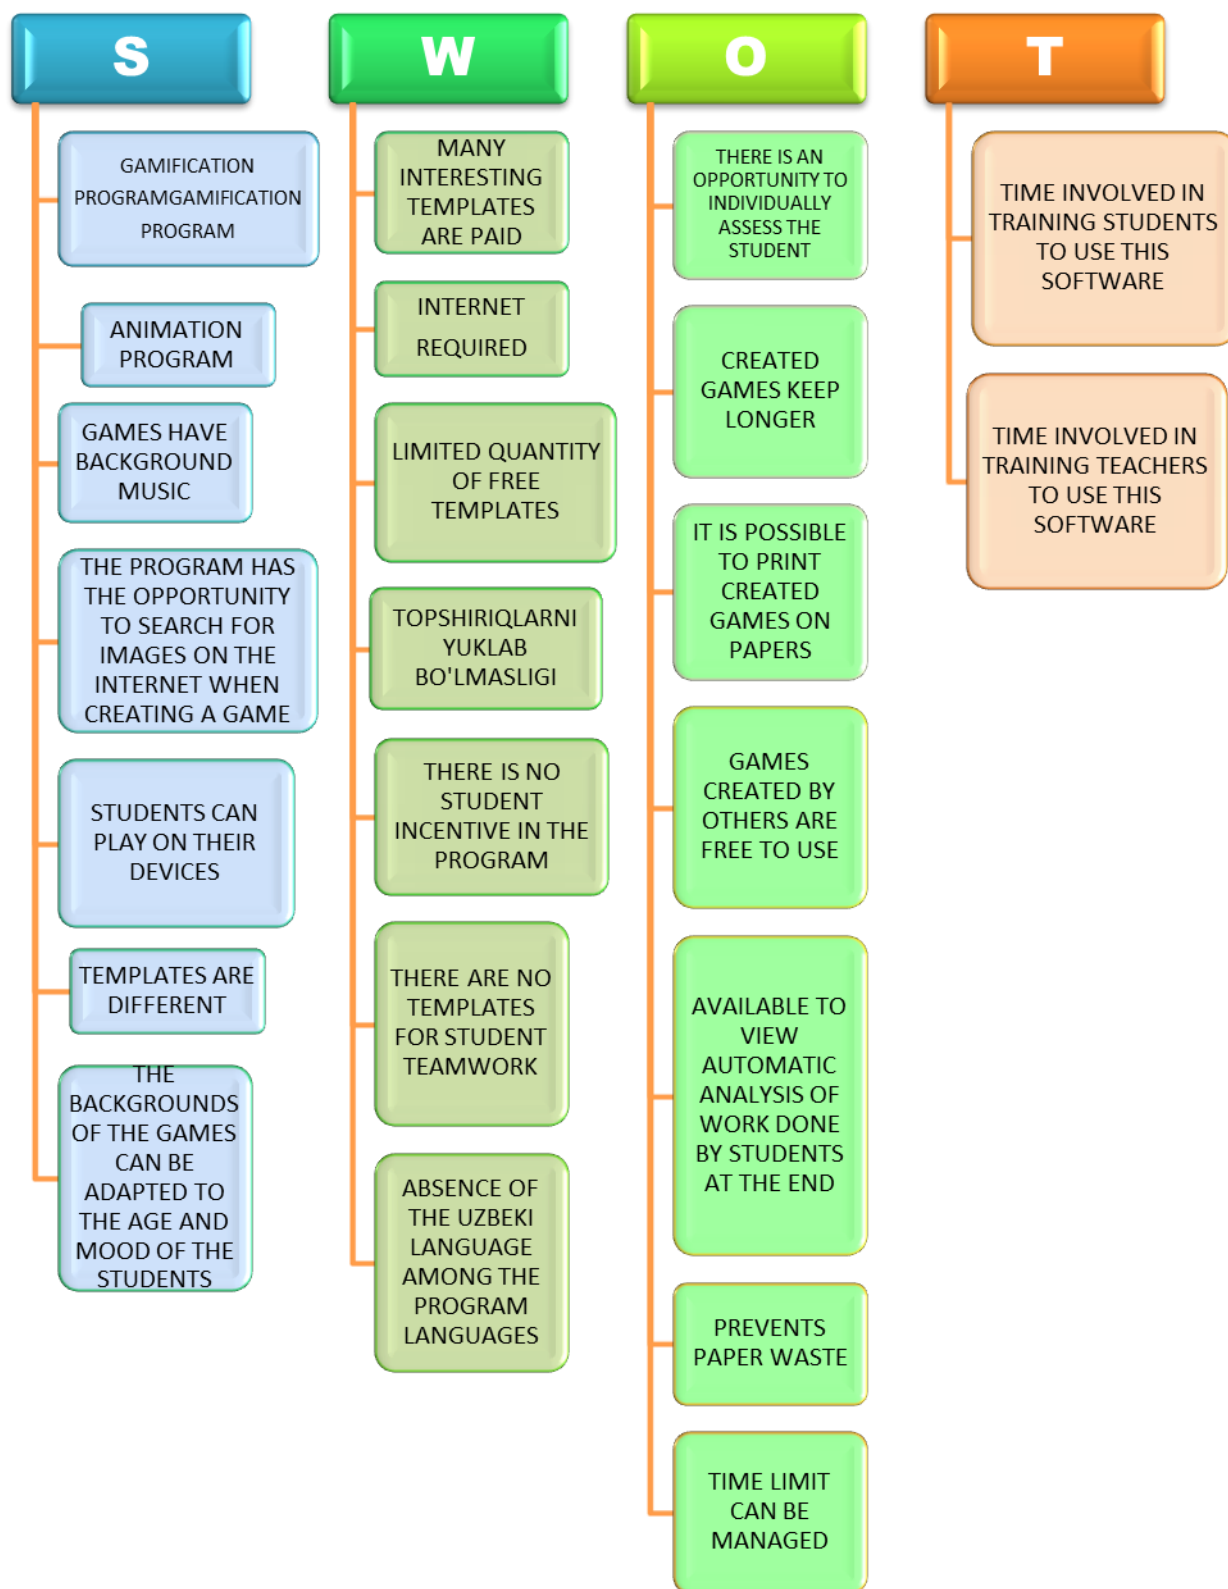 S
GAMIFICATION
PROGRAMGAMIFICATION
PROGRAM
ANIMATION
PROGRAM
GAMES HAVE
BACKGROUND
MUSIC
THE PROGRAM HAS
THE OPPORTUNITY
TO SEARCH FOR
IMAGES ON THE
INTERNET WHEN
CREATING A GAME
STUDENTS CAN
PLAY ON THEIR
DEVICES
TEMPLATES ARE
DIFFERENT
THE
BACKGROUNDS
OF THE GAMES
CAN BE
ADAPTED TO
THE AGE AND
MOOD OF THE
STUDENTS
W
MANY
INTERESTING
TEMPLATES
ARE PAID
INTERNET
REQUIRED
LIMITED QUANTITY
OF FREE
TEMPLATES
TOPSHIRIQLARNI
YUKLAB
BO'LMASLIGI
THERE IS NO
STUDENT
INCENTIVE IN THE
PROGRAM
THERE ARE NO
TEMPLATES
FOR STUDENT
TEAMWORK
ABSENCE OF
THE UZBEKI
LANGUAGE
AMONG THE
PROGRAM
LANGUAGES
O
THERE IS AN
OPPORTUNITY TO
INDIVIDUALLY
ASSESS THE
STUDENT
CREATED
GAMES KEEP
LONGER
IT IS POSSIBLE
TO PRINT
CREATED
GAMES ON
PAPERS
GAMES
CREATED BY
OTHERS ARE
FREE TO USE
AVAILABLE TO
VIEW
AUTOMATIC
ANALYSIS OF
WORK DONE
BY STUDENTS
AT THE END
PREVENTS
PAPER WASTE
TIME LIMIT
CAN BE
MANAGED
T
TIME INVOLVED IN
TRAINING STUDENTS
TO USE THIS
SOFTWARE
TIME INVOLVED IN
TRAINING TEACHERS
TO USE THIS
SOFTWARE